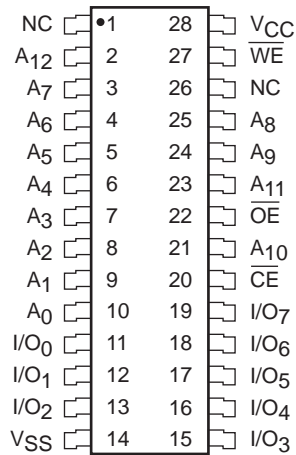 NC 1 28 VCC
A12 2 27 WE
A7 3 26 NC
A6 4 25 A8
A5 5 24 A9
A4 6 23 A11
A3 7 22 OE
A2 8 21 A10
A1 9 20 CE
A0 10 19 I/O7
I/O0 11 18 I/O6
I/O1 12 17 I/O5
I/O2 13 16 I/O4
VSS 14 15 I/O3